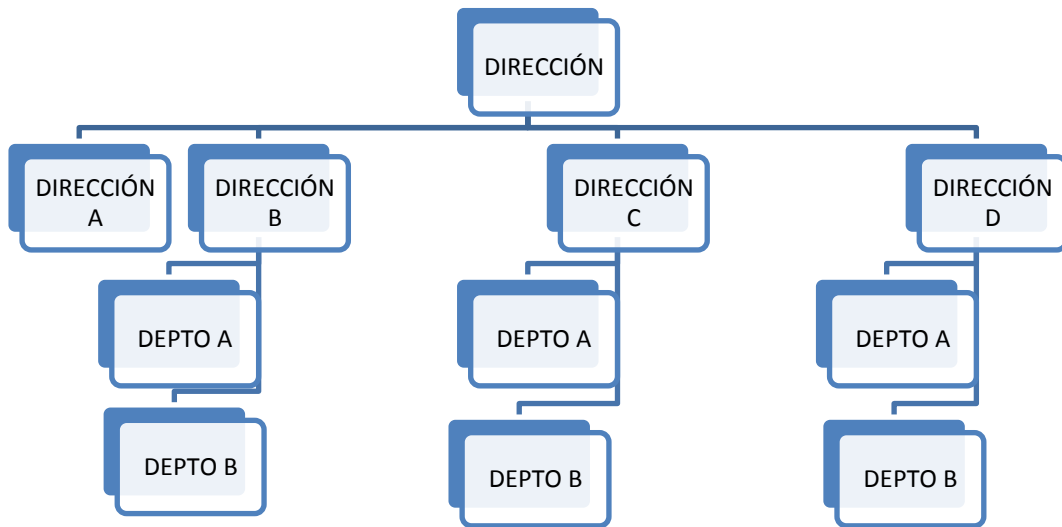 DIRECCIÓN
DIRECCIÓN
A
DIRECCIÓN
B
DIRECCIÓN
C
DIRECCIÓN
D
DEPTO A
DEPTO A
DEPTO A
DEPTO B
DEPTO B
DEPTO B